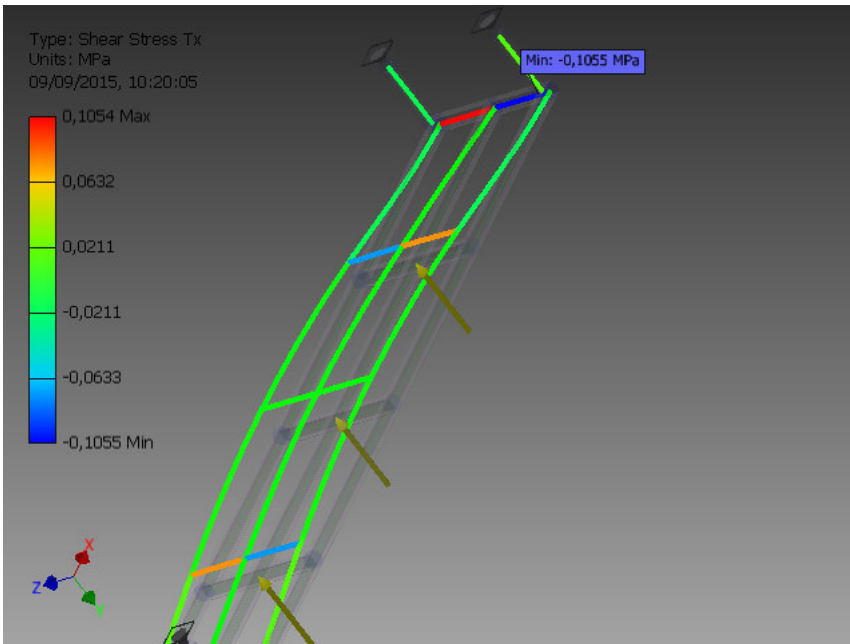 Type: Shear Stress Tx
Units: MPa
09/09/2015, 10:20:05
Min: -0,1055 MPa
0,1054 Max
0,0632
0,0211
-0,0211
-0,0633
-0,1055 Min
X
Z
Y